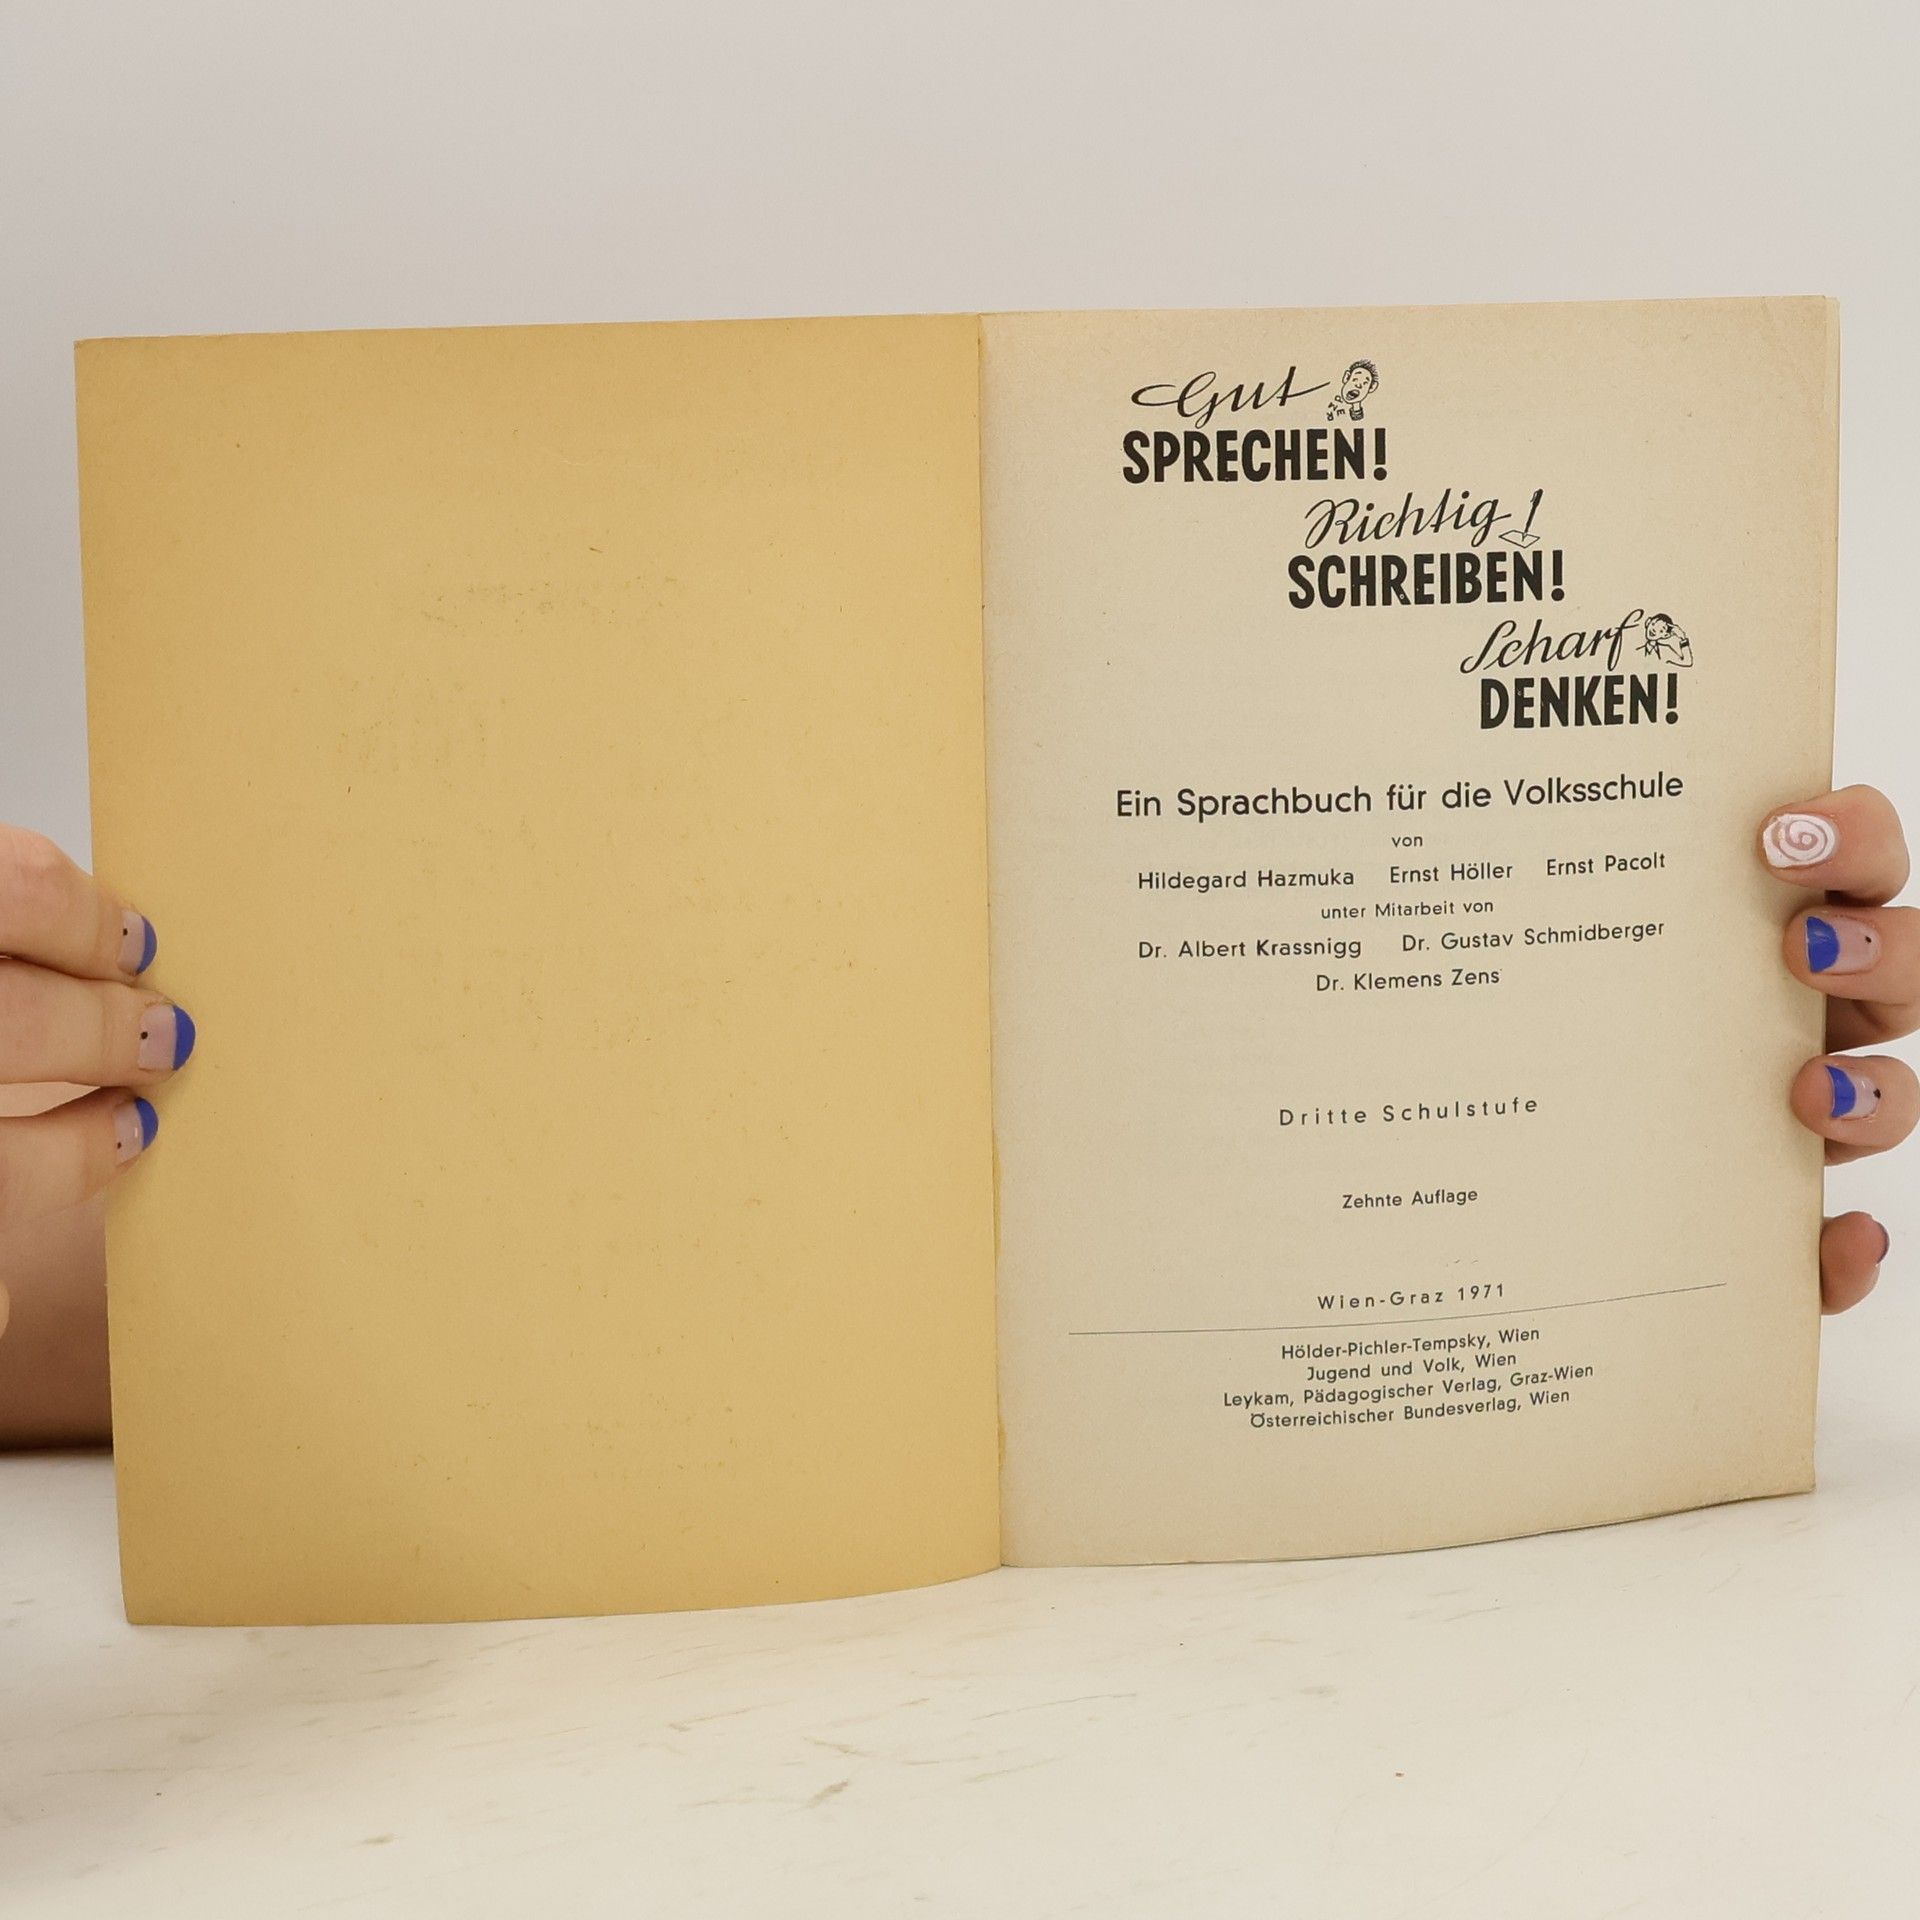 Gut
SPRECHEN!
Richtig!
SCHREIBEN!
Scharf
DENKEN!
Ein Sprachbuch für die Volksschule
von
Hildegard Hazmuka Ernst Höller Ernst Pacolt
unter Mitarbeit von
Dr. Albert Krassnigg Dr. Gustav Schmidberger
Dr. Klemens Zens
Dritte Schulstufe
Zehnte Auflage
Wien-Graz 1971
Hölder-Pichler-Tempsky, Wien
Jugend und Volk, Wien
Leykam, Pädagogischer Verlag, Graz-Wien
Österreichischer Bundesverlag, Wien